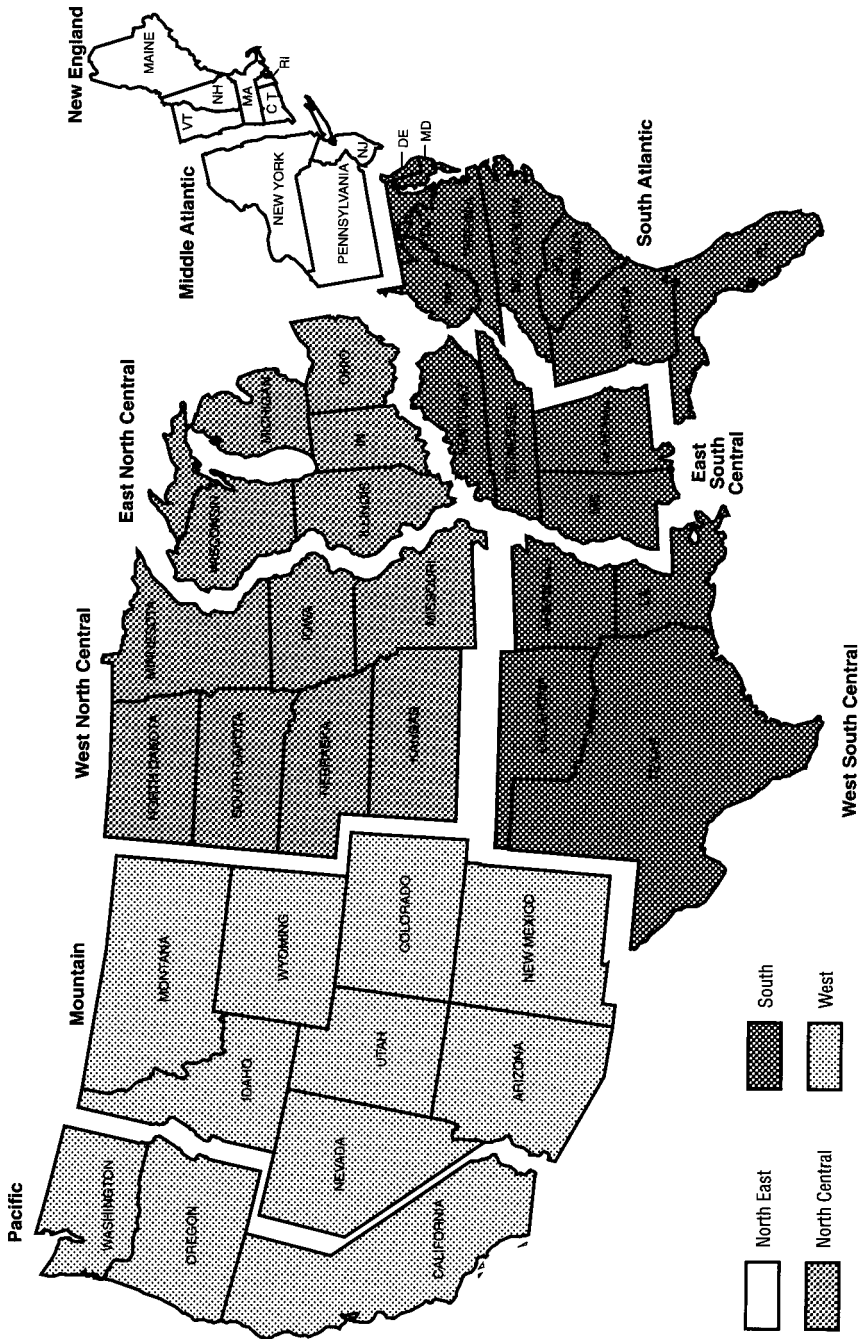 Pacific
Mountain
West North Central
East North Central
Middle Atlantic
New England
WASHINGTON
OREGON
CALIFORNIA
NEVADA
IDAHO
MONTANA
WYOMING
UTAH
COLORADO
ARIZONA
NEW MEXICO
NORTH DAKOTA
SOUTH DAKOTA
NEBRASKA
KANSAS
MINNESOTA
IOWA
MISSOURI
WISCONSIN
ILLINOIS
MICHIGAN
IN
OHIO
NEW YORK
PENNSYLVANIA
NJ
VT
NH
MAINE
MA
CT
RI
DE
MD
OKLAHOMA
TEXAS
South Atlantic
East
South
Central
West South Central
North East
North Central
South
West